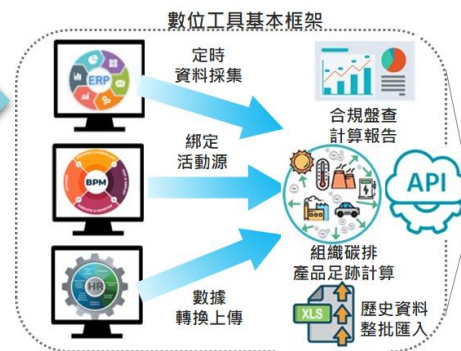 數位工具基本框架
定時
資料採集
ERP
合規盤查
計算報告
綁定
活動源
BPM
API
組織碳排
產品足跡計算
HR
數據
轉換上傳
XLS
歷史資料
整批匯入